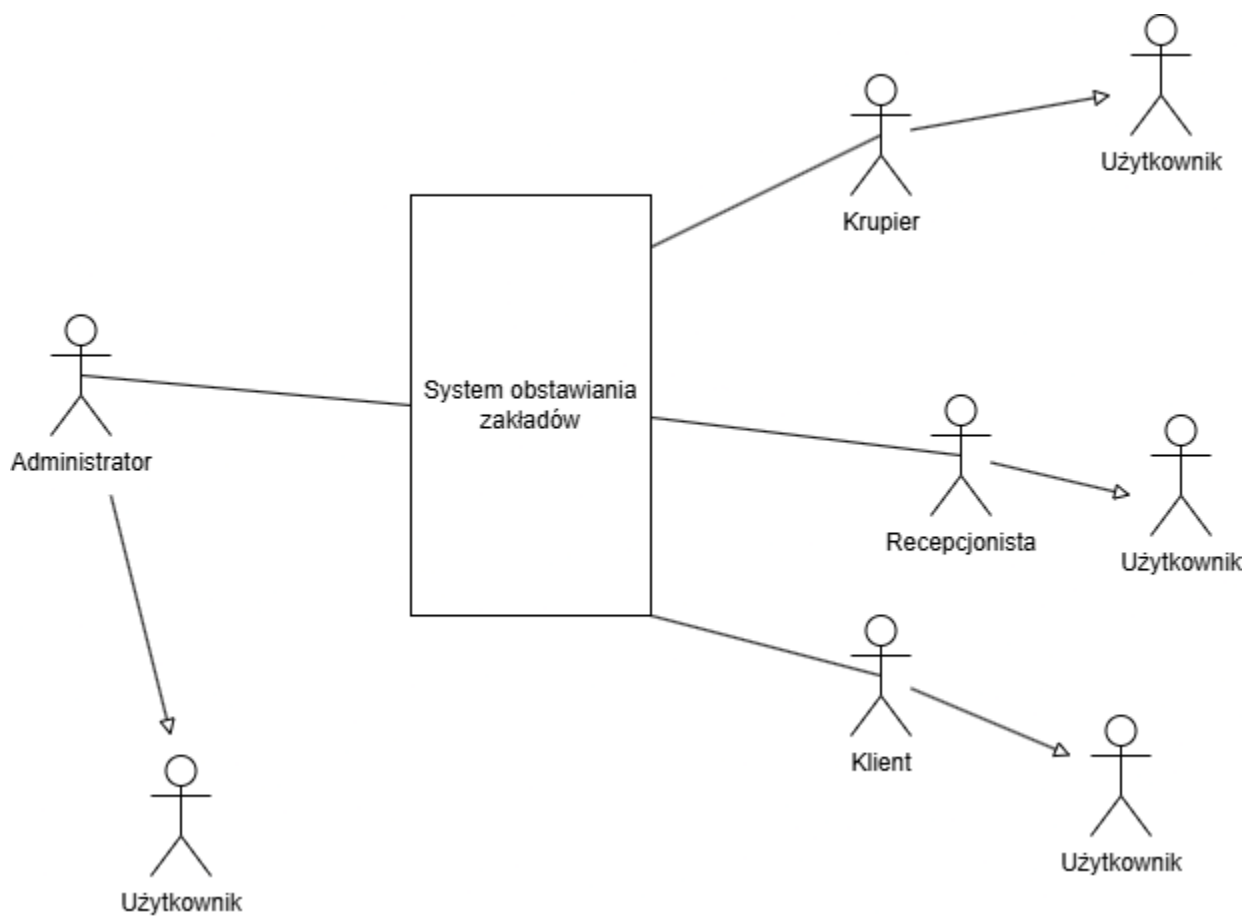 Użytkownik
Krupier
System obstawiania
zakładów
Administrator
Recepcjonista
Użytkownik
Klient
Użytkownik
Użytkownik